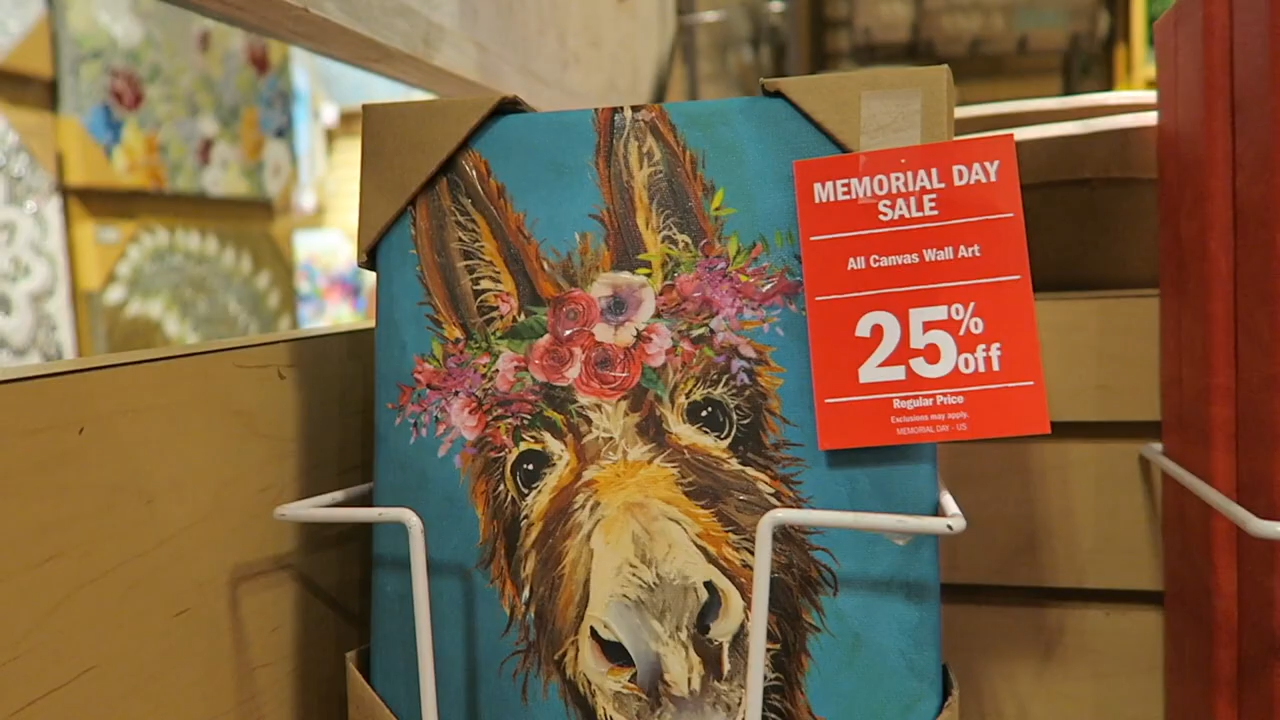 MEMORIAL DAY
SALE
All Canvas Wall Art
25% off
Regular Price
Exclusions may apply.
MEMORIAL DAY - US